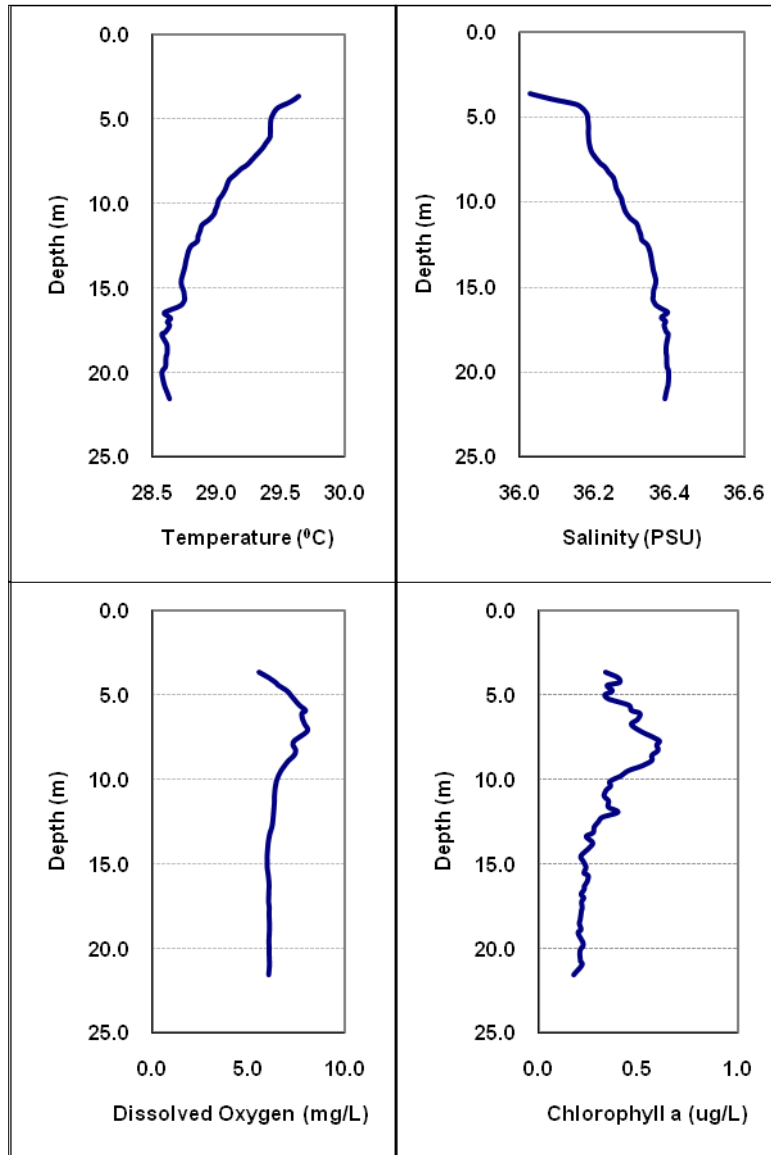 0.0
5.0
10.0
15.0
20.0
25.0
Depth (m)
28.5 29.0 29.5 30.0
Temperature (⁰C)
0.0
5.0
10.0
15.0
20.0
25.0
Depth (m)
36.0 36.2 36.4 36.6
Salinity (PSU)
0.0
5.0
10.0
15.0
20.0
25.0
Depth (m)
0.0 5.0 10.0
Dissolved Oxygen (mg/L)
0.0
5.0
10.0
15.0
20.0
25.0
Depth (m)
0.0 0.5 1.0
Chlorophyll a (ug/L)